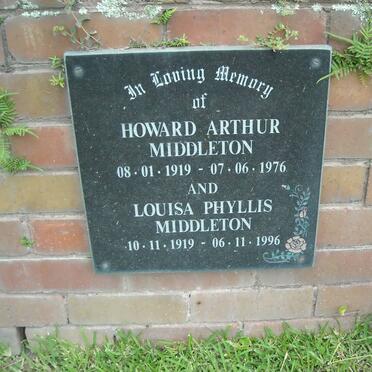 In Loving Memory
of
HOWARD ARTHUR
MIDDLETON
08·01·1919 - 07·06·1976
AND
LOUISA PHYLLIS
MIDDLETON
10·11·1919 - 06·11·1996